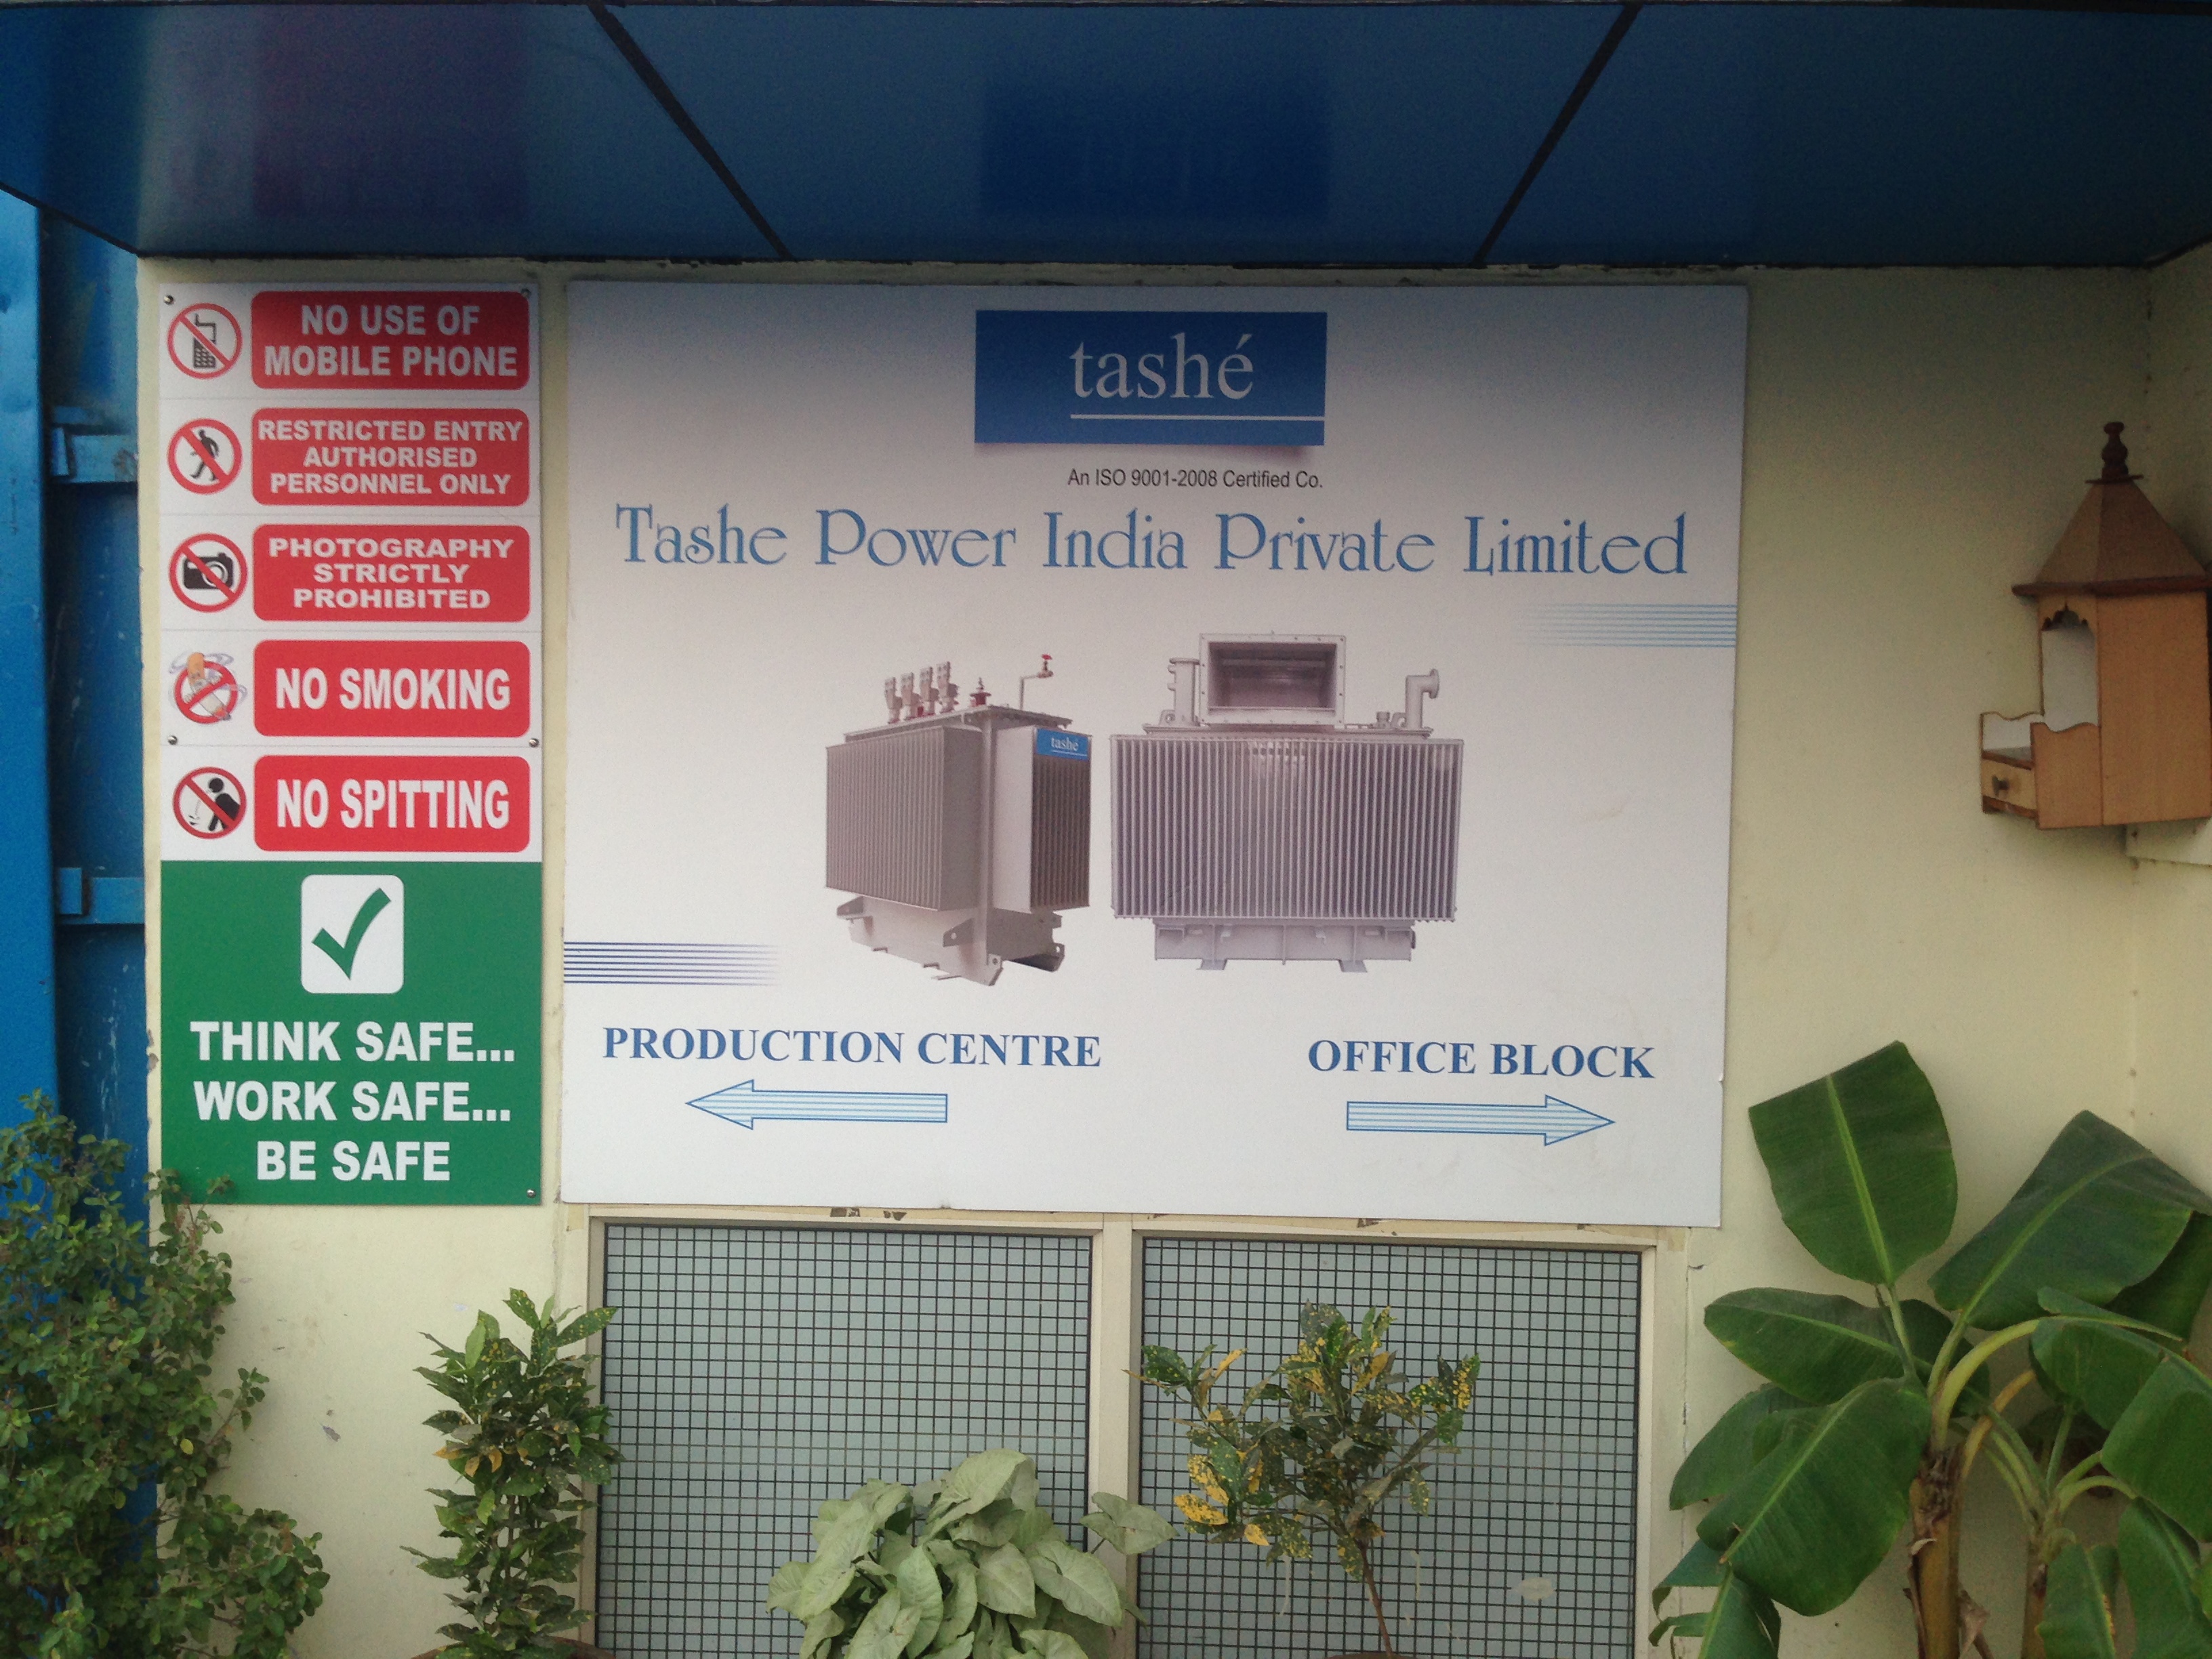 NO USE OF
MOBILE PHONE
RESTRICTED ENTRY
AUTHORISED
PERSONNEL ONLY
PHOTOGRAPHY
STRICTLY
PROHIBITED
NO SMOKING
NO SPITTING
THINK SAFE...
WORK SAFE...
BE SAFE
tashé
An ISO 9001-2008 Certified Co.
Tashe Power India Private Limited
tashé
PRODUCTION CENTRE
OFFICE BLOCK